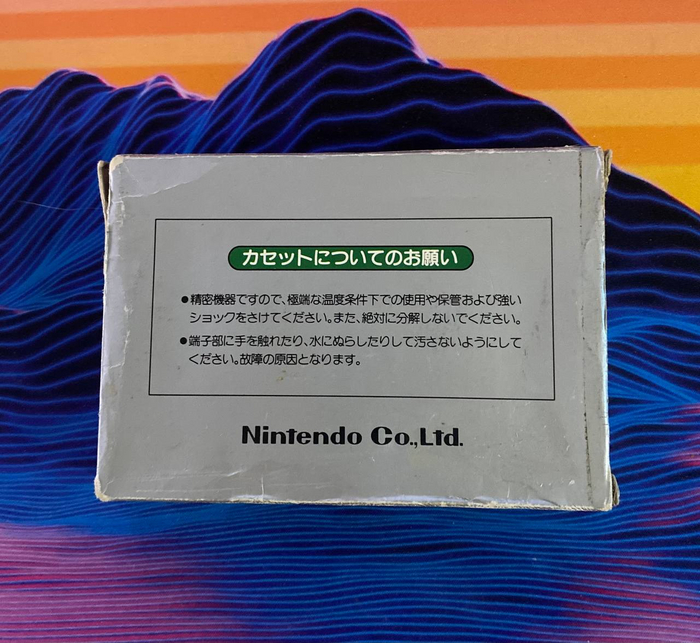 カセットについてのお願い
●精密機器ですので、極端な温度条件下での使用や保管および強い
ショックをさけてください。また、絶対に分解しないでください。
●端子部に手を触れたり、水にぬらしたりして汚さないようにして
ください。故障の原因となります。
Nintendo Co.,Ltd.